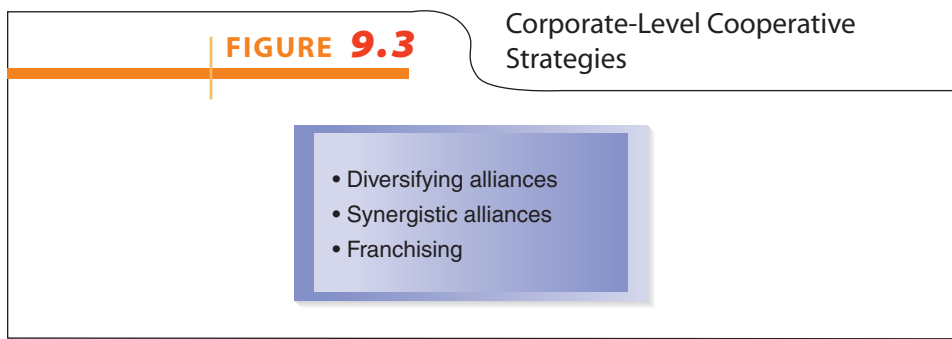 FIGURE 9.3
Corporate-Level Cooperative
Strategies
• Diversifying alliances
• Synergistic alliances
• Franchising